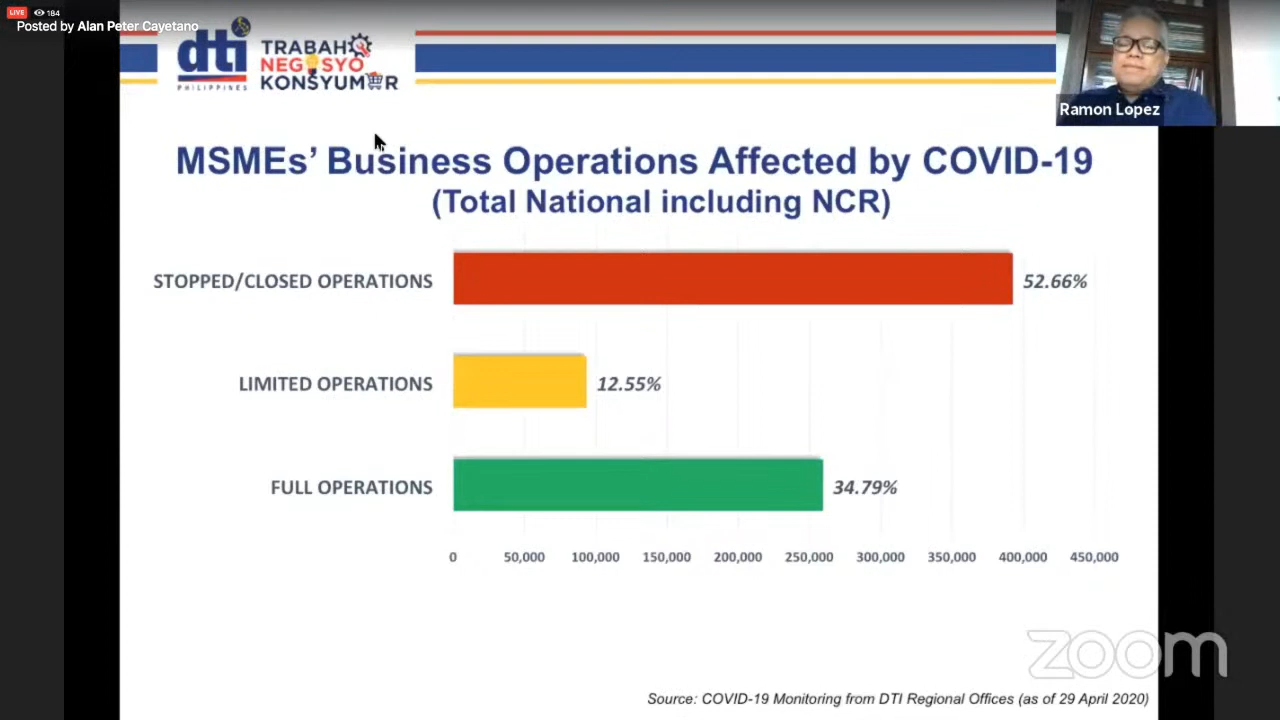 LIVE 184
Posted by Alan Peter Cayetano
dti
PHILIPPINES
TRABAHO
NEGOSYO
KONSYUMER
Ramon Lopez
MSMEs' Business Operations Affected by COVID-19
(Total National including NCR)
STOPPED/CLOSED OPERATIONS 52.66%
LIMITED OPERATIONS 12.55%
FULL OPERATIONS 34.79%
0 50,000 100,000 150,000 200,000 250,000 300,000 350,000 400,000 450,000
zoom
Source: COVID-19 Monitoring from DTI Regional Offices (as of 29 April 2020)